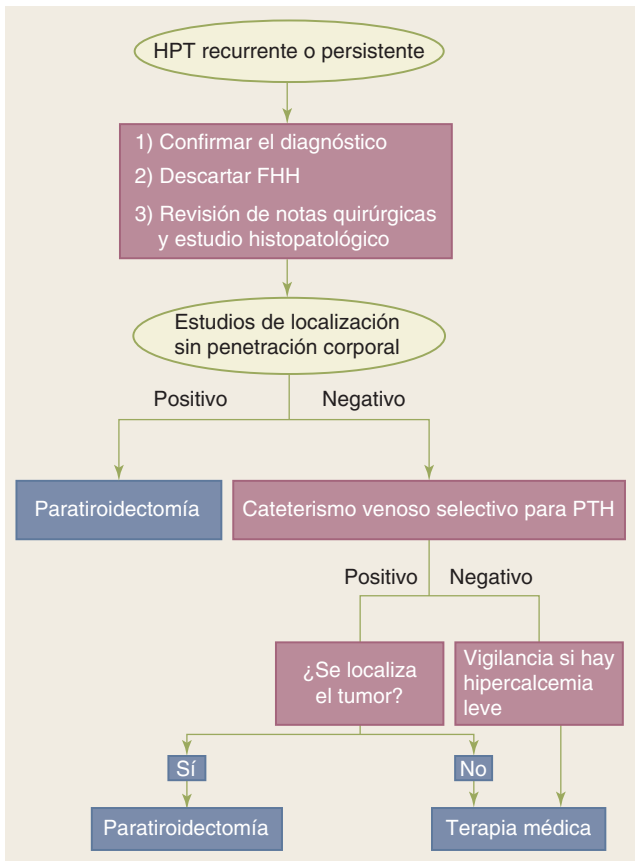 HPT recurrente o persistente
1) Confirmar el diagnóstico
2) Descartar FHH
3) Revisión de notas quirúrgicas
y estudio histopatológico
Estudios de localización
sin penetración corporal
Positivo
Negativo
Paratiroidectomía
Cateterismo venoso selectivo para PTH
Positivo
Negativo
¿Se localiza
el tumor?
Vigilancia si hay
hipercalcemia
leve
Sí
No
Paratiroidectomía
Terapia médica